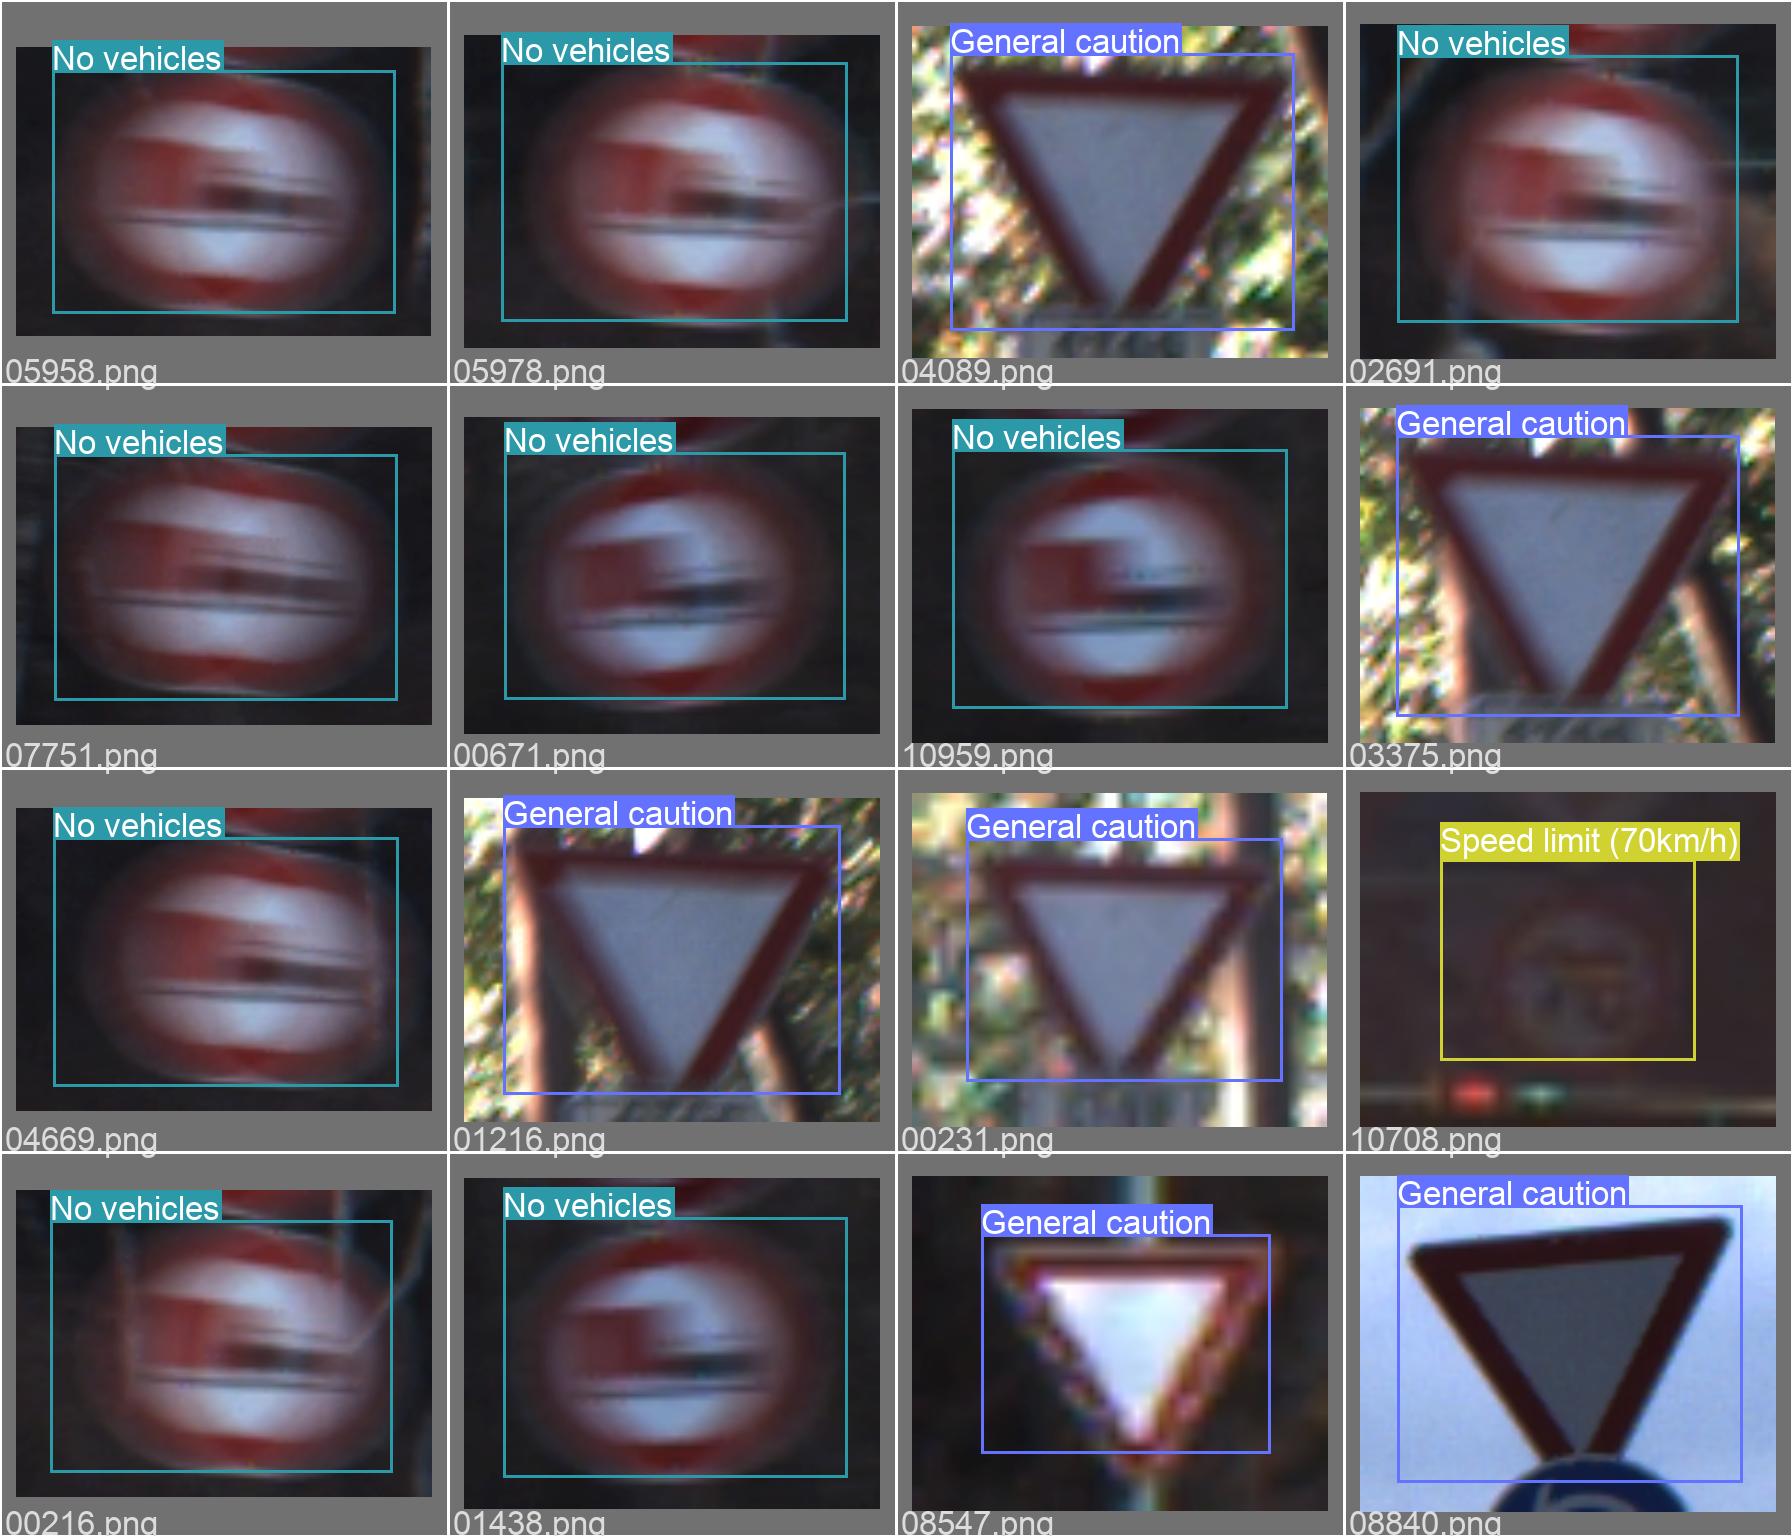 No vehicles
No vehicles
General caution
No vehicles
05958.png
05978.png
04089.png
02691.png
No vehicles
No vehicles
No vehicles
General caution
07751.png
00671.png
10959.png
03375.png
No vehicles
General caution
General caution
Speed limit (70km/h)
04669.png
01216.png
00231.png
10708.png
No vehicles
No vehicles
General caution
General caution
00216.png
01438.png
08547.png
08840.png